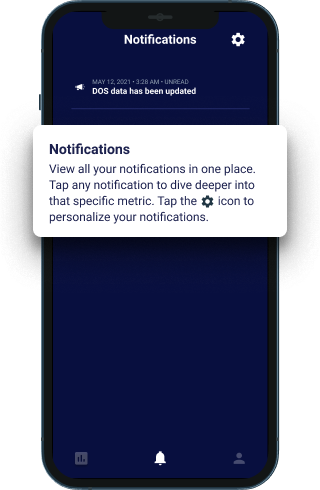 Notifications
MAY 12, 2021 • 3:28 AM • UNREAD
DOS data has been updated
Notifications
View all your notifications in one place.
Tap any notification to dive deeper into
that specific metric. Tap the icon to
personalize your notifications.